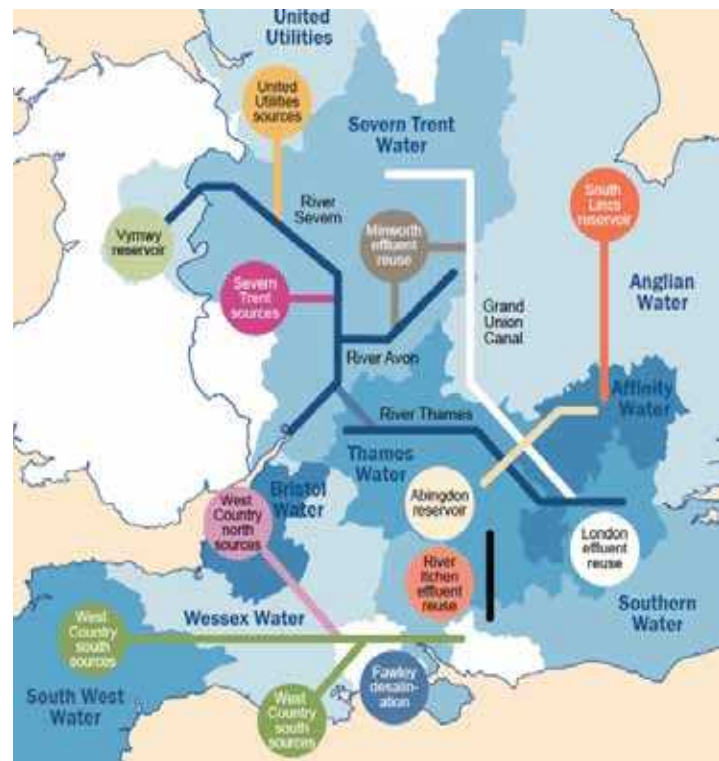 United
Utilities
United
Utilities
sources
Severn Trent
Water
River
Severn
South
Lincs
reservoir
Vyrnwy
reservoir
Minworth
effluent
reuse
Severn
Trent
sources
Anglian
Water
Grand
Union
Canal
River Avon
Affinity
Water
River Thames
Thames
Water
Bristol
Water
West
Country
north
sources
Abingdon
reservoir
London
effluent
reuse
River
Itchen
effluent
reuse
Southern
Water
Wessex Water
West
Country
south
sources
South West
Water
Fawley
desalin-
ation
West
Country
south
sources